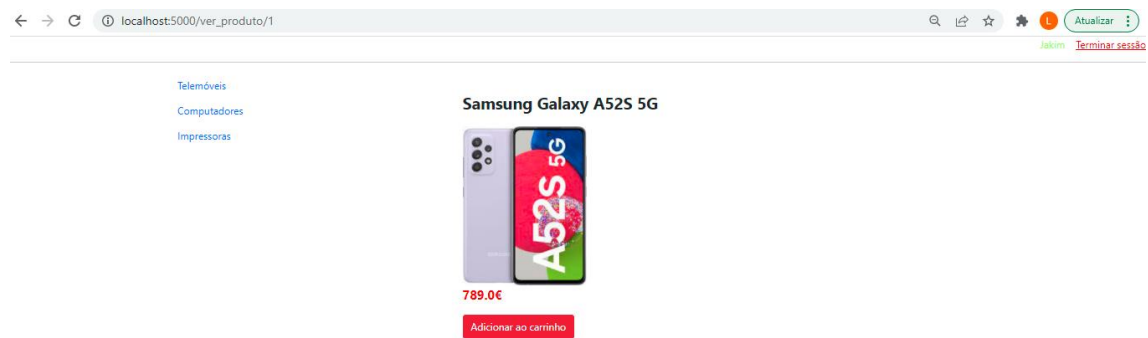 localhost:5000/ver_produto/1
L
Atualizar
Jakim Terminar sessão
Telemóveis
Computadores
Impressoras
Samsung Galaxy A52S 5G
A52S 5G
789.0€
Adicionar ao carrinho